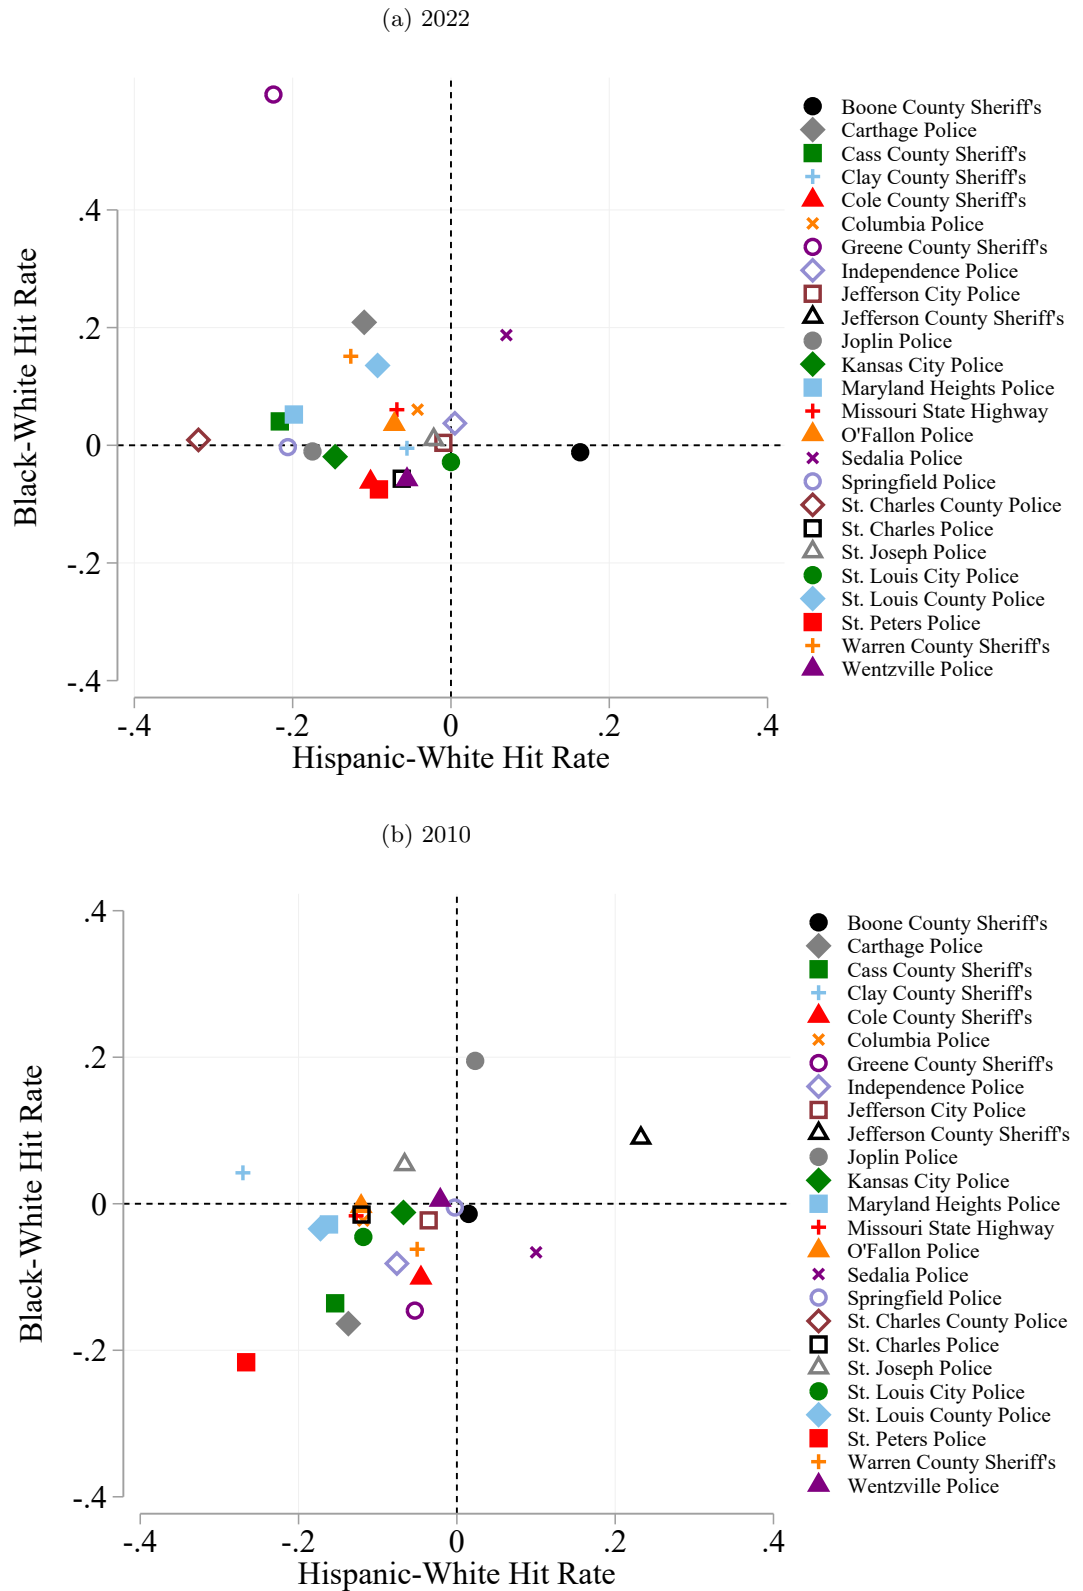 (a) 2022
Black-White Hit Rate
.4
.2
0
-.2
-.4
-.4
-.2
0
.2
.4
Hispanic-White Hit Rate
Boone County Sheriff's
Carthage Police
Cass County Sheriff's
Clay County Sheriff's
Cole County Sheriff's
Columbia Police
Greene County Sheriff's
Independence Police
Jefferson City Police
Jefferson County Sheriff's
Joplin Police
Kansas City Police
Maryland Heights Police
Missouri State Highway
O'Fallon Police
Sedalia Police
Springfield Police
St. Charles County Police
St. Charles Police
St. Joseph Police
St. Louis City Police
St. Louis County Police
St. Peters Police
Warren County Sheriff's
Wentzville Police
(b) 2010
Black-White Hit Rate
.4
.2
0
-.2
-.4
-.4
-.2
0
.2
.4
Hispanic-White Hit Rate
Boone County Sheriff's
Carthage Police
Cass County Sheriff's
Clay County Sheriff's
Cole County Sheriff's
Columbia Police
Greene County Sheriff's
Independence Police
Jefferson City Police
Jefferson County Sheriff's
Joplin Police
Kansas City Police
Maryland Heights Police
Missouri State Highway
O'Fallon Police
Sedalia Police
Springfield Police
St. Charles County Police
St. Charles Police
St. Joseph Police
St. Louis City Police
St. Louis County Police
St. Peters Police
Warren County Sheriff's
Wentzville Police